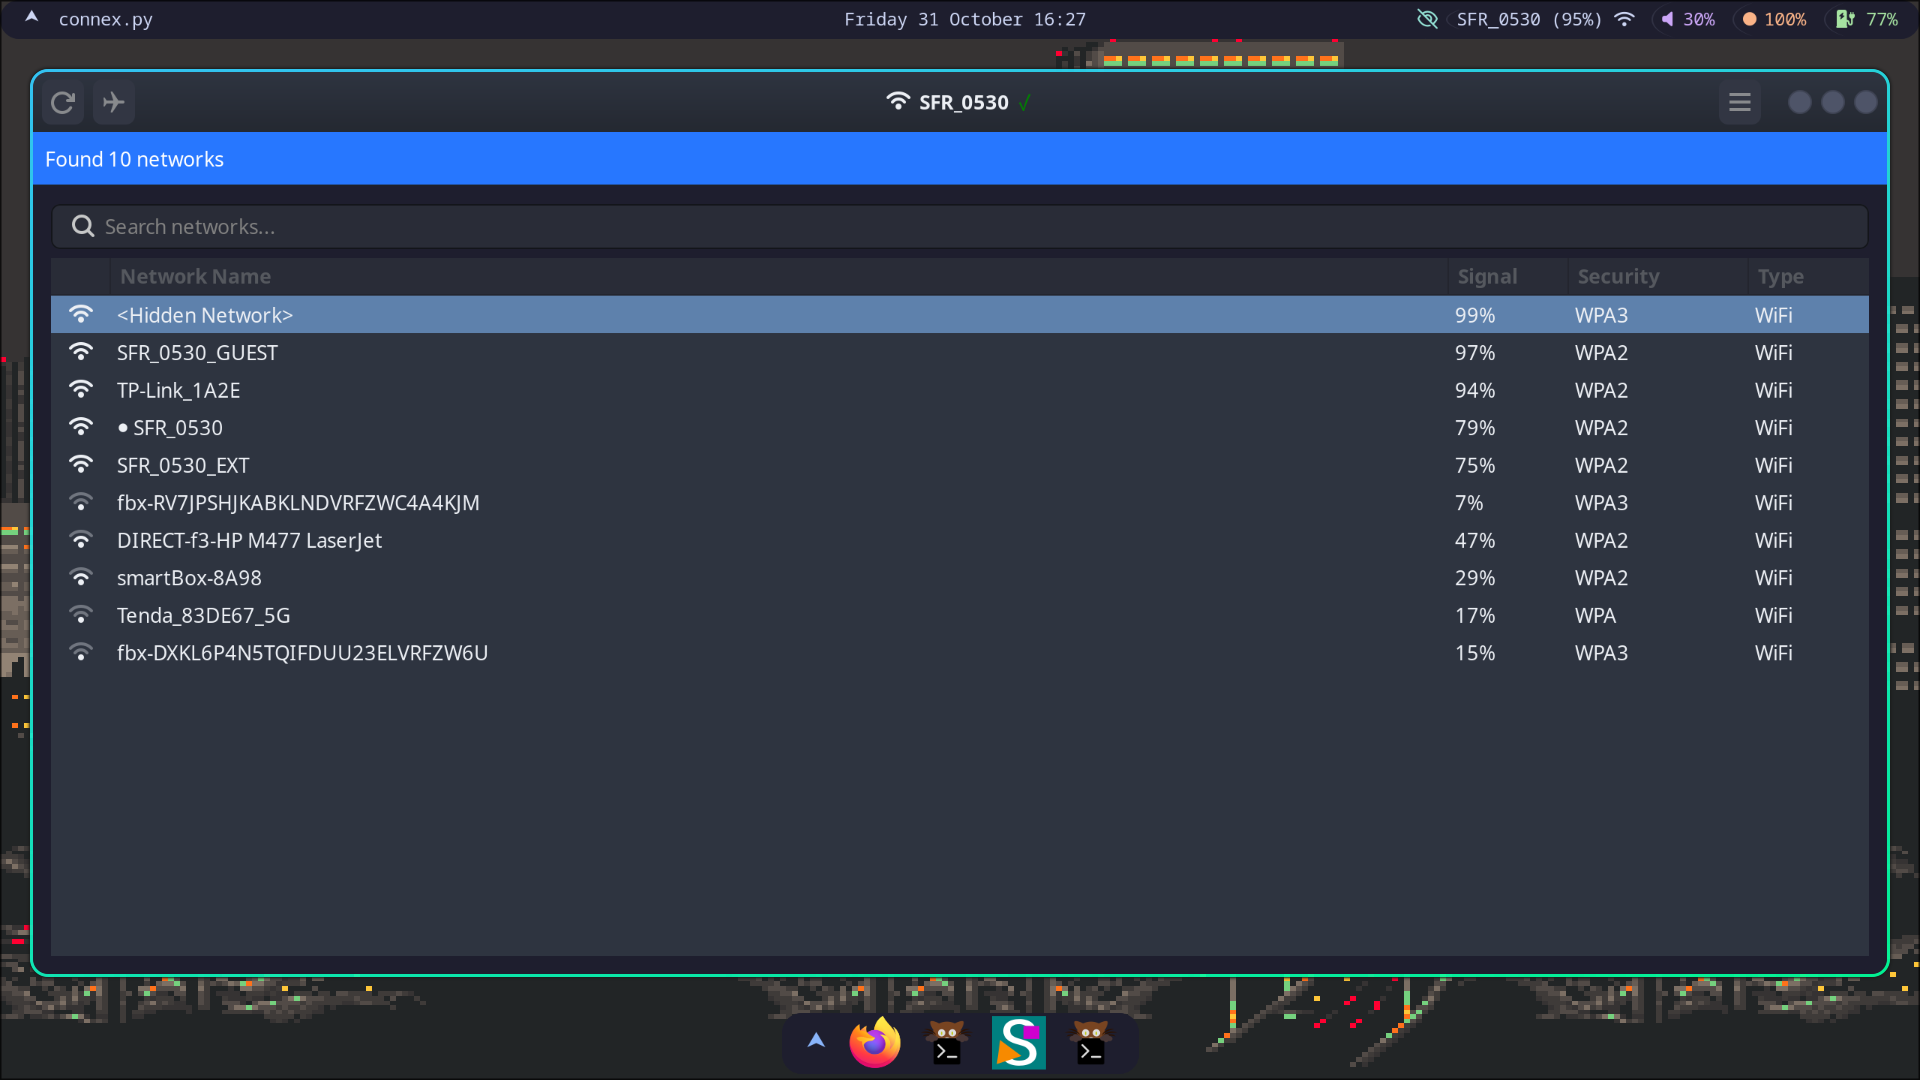 connex.py Friday 31 October 16:27 SFR_0530 (95%) 30% 100% 77%
SFR_0530 ✓
Found 10 networks
Search networks...
Network Name Signal Security Type
<Hidden Network> 99% WPA3 WiFi
SFR_0530_GUEST 97% WPA2 WiFi
TP-Link_1A2E 94% WPA2 WiFi
● SFR_0530 79% WPA2 WiFi
SFR_0530_EXT 75% WPA2 WiFi
fbx-RV7JPSHJKABKLNDVRFZWC4A4KJM 7% WPA3 WiFi
DIRECT-f3-HP M477 LaserJet 47% WPA2 WiFi
smartBox-8A98 29% WPA2 WiFi
Tenda_83DE67_5G 17% WPA WiFi
fbx-DXKL6P4N5TQIFDUU23ELVRFZW6U 15% WPA3 WiFi